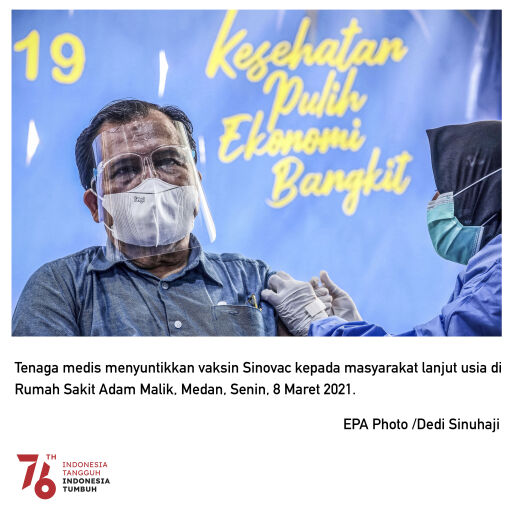 19
Kesehatan
Pulih
Ekonomi
Bangkit
Tenaga medis menyuntikkan vaksin Sinovac kepada masyarakat lanjut usia di
Rumah Sakit Adam Malik, Medan, Senin, 8 Maret 2021.
EPA Photo /Dedi Sinuhaji
76TH
INDONESIA
TANGGUH
INDONESIA
TUMBUH